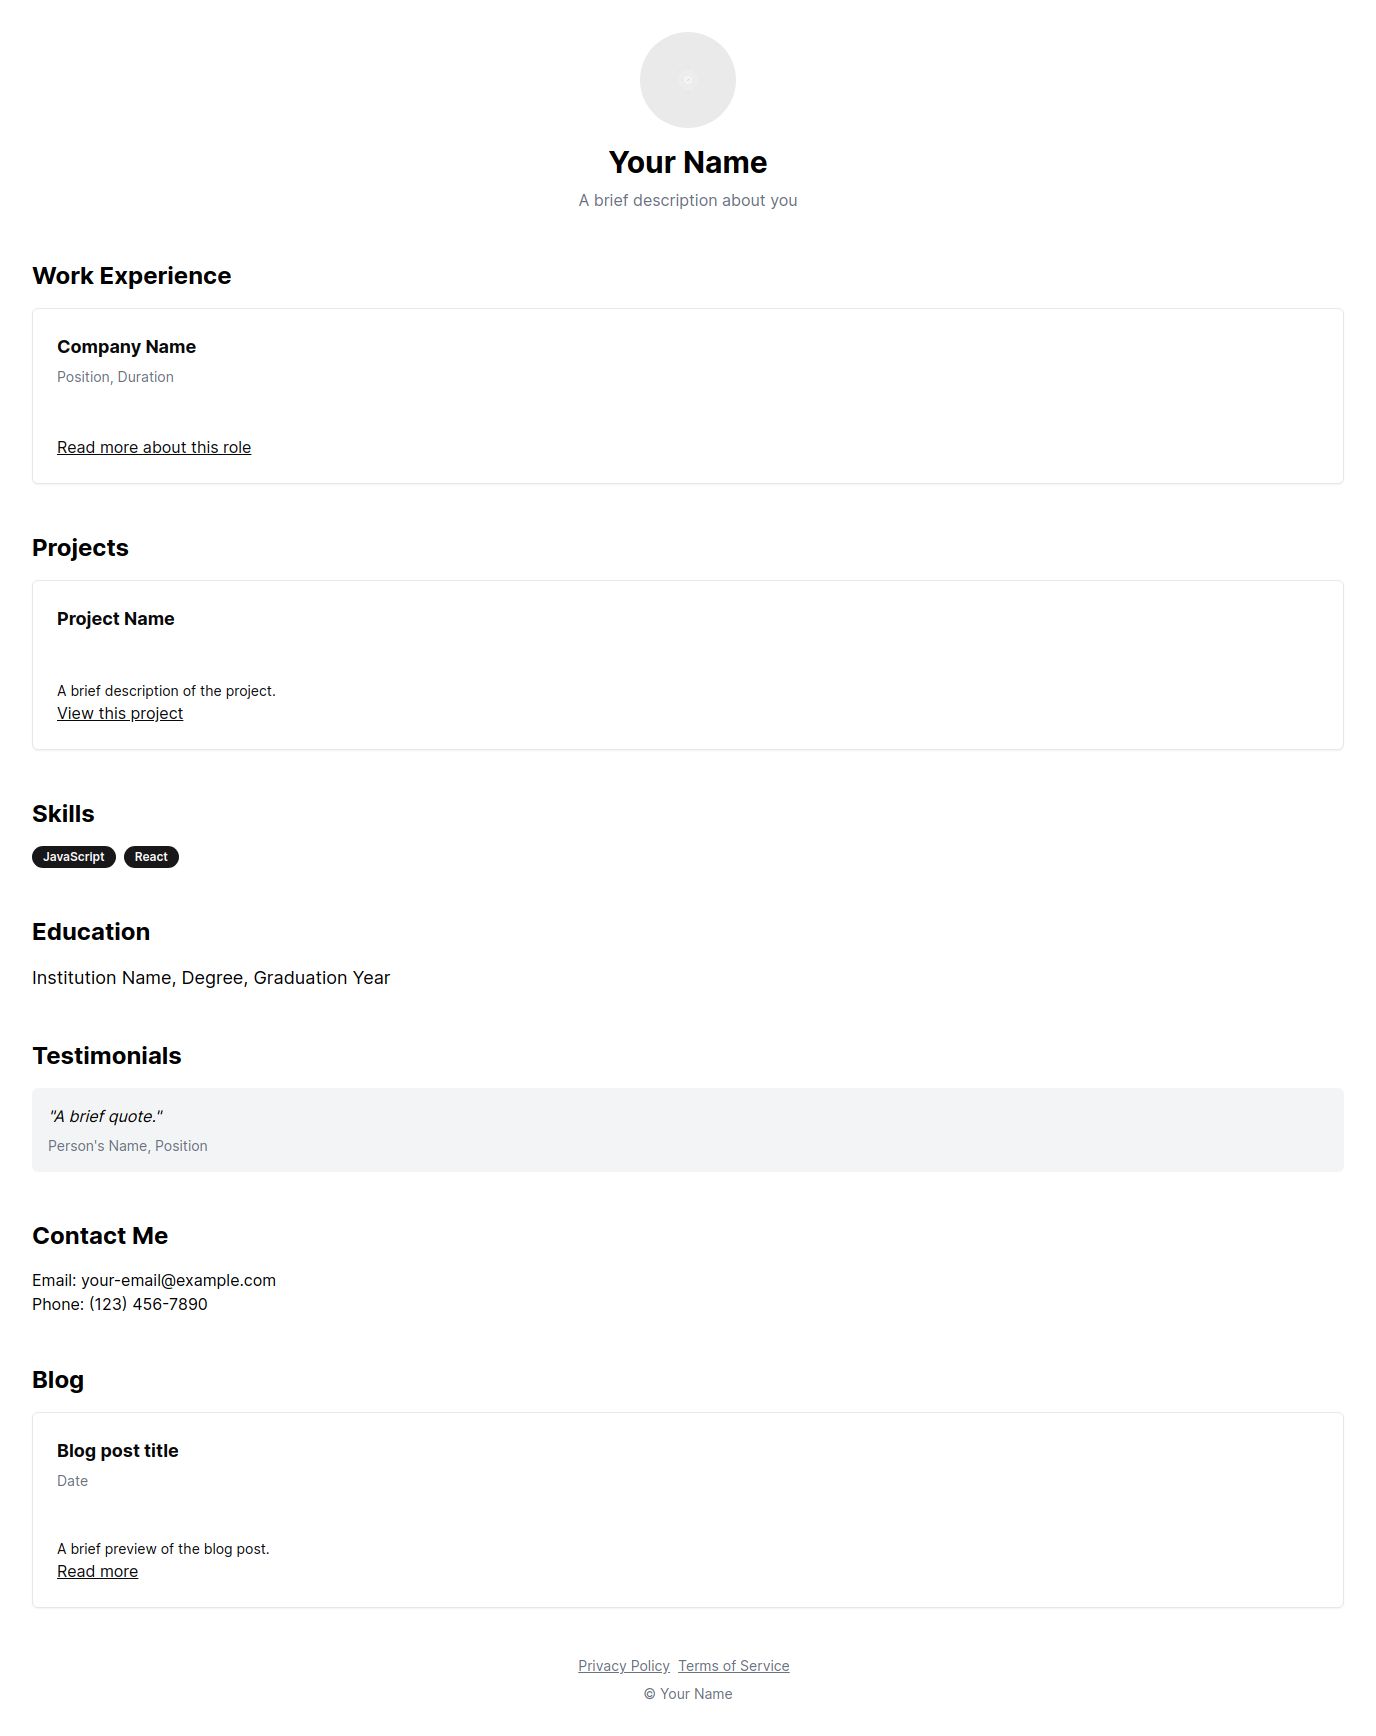 Your Name
A brief description about you
Work Experience
Company Name
Position, Duration
Read more about this role
Projects
Project Name
A brief description of the project.
View this project
Skills
JavaScript React
Education
Institution Name, Degree, Graduation Year
Testimonials
"A brief quote."
Person's Name, Position
Contact Me
Email: your-email@example.com
Phone: (123) 456-7890
Blog
Blog post title
Date
A brief preview of the blog post.
Read more
Privacy Policy Terms of Service
© Your Name